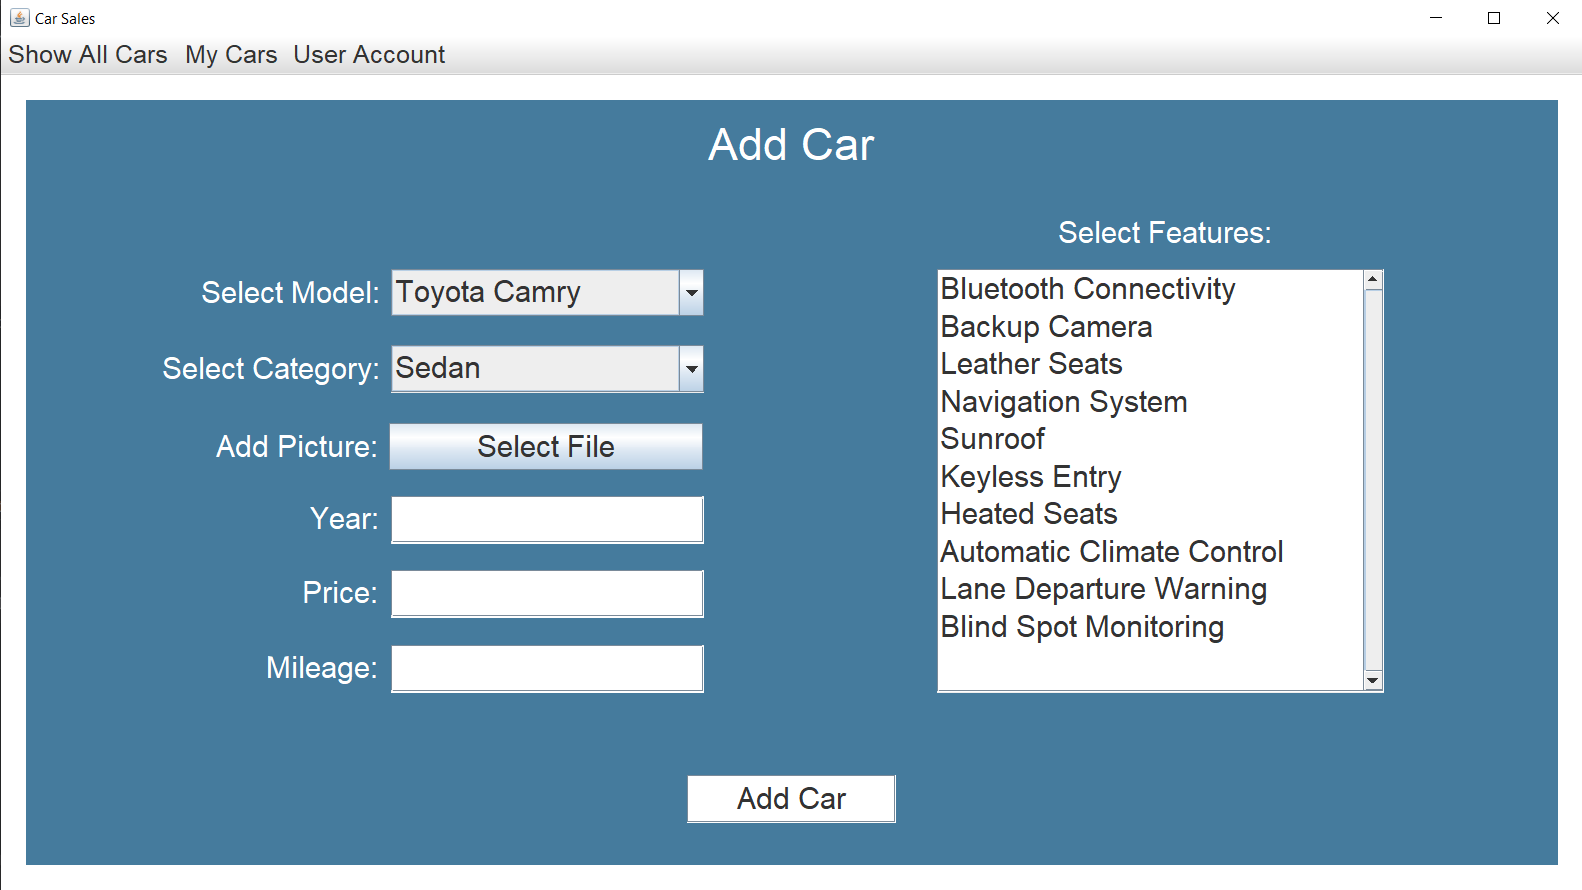 Car Sales
Show All Cars My Cars User Account
Add Car
Select Model: Toyota Camry
Select Category: Sedan
Add Picture: Select File
Year:
Price:
Mileage:
Select Features:
Bluetooth Connectivity
Backup Camera
Leather Seats
Navigation System
Sunroof
Keyless Entry
Heated Seats
Automatic Climate Control
Lane Departure Warning
Blind Spot Monitoring
Add Car